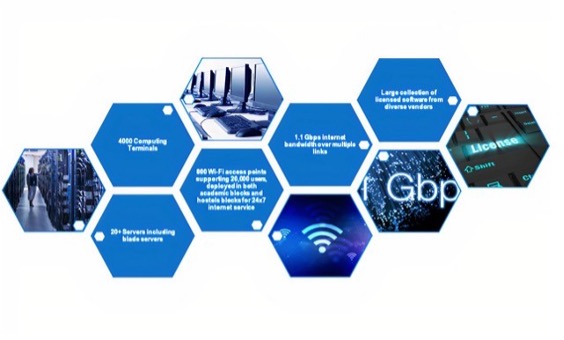 Large collection of
licensed software from
diverse vendors
4000 Computing
Terminals
1.1 Gbps internet
bandwidth over multiple
links
License
Shift
800 Wi-Fi access points
supporting 20,000 users,
deployed in both
academic blocks and
hostels blocks for 24x7
internet service
Gbp
20+ Servers including
blade servers